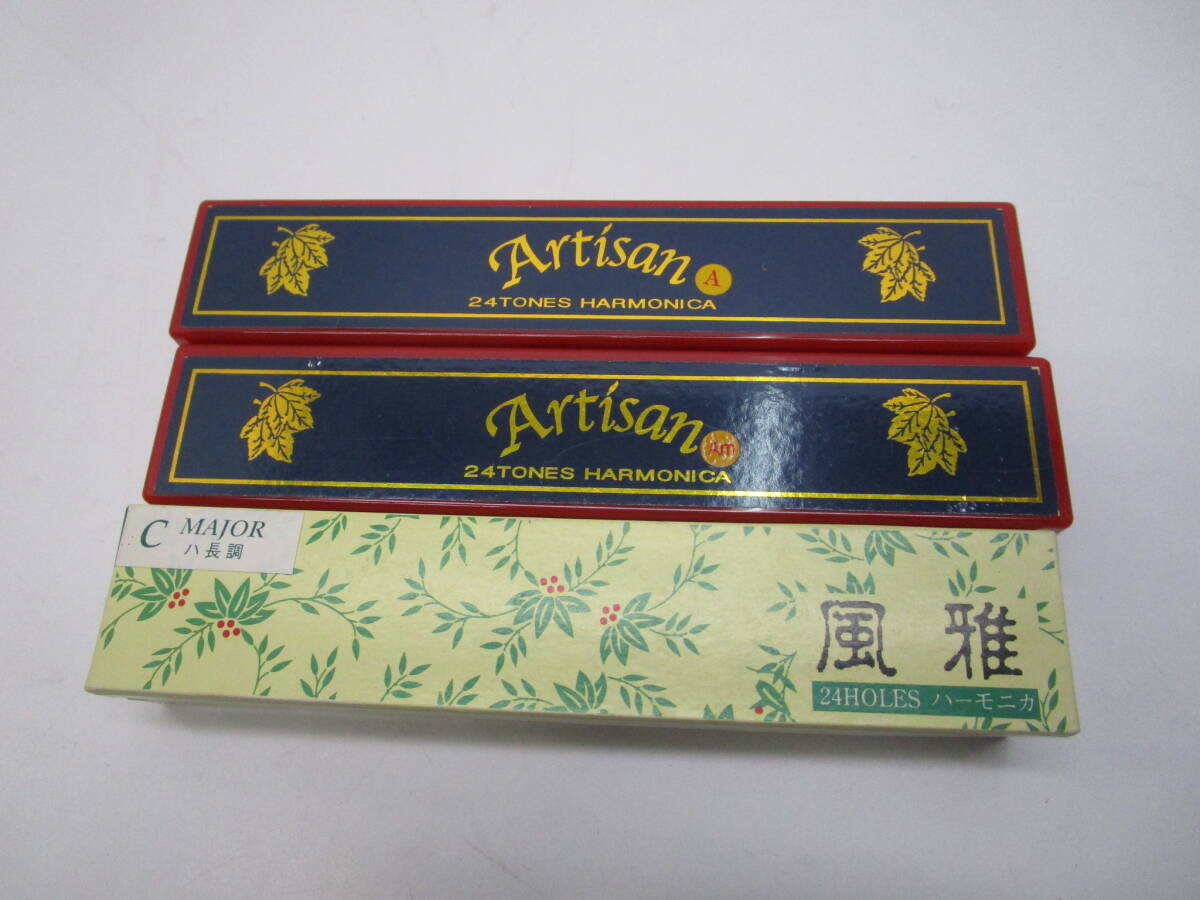 Artisan A
24TONES HARMONICA
Artisan Am
24TONES HARMONICA
C MAJOR
ハ長調
風雅
24HOLES ハーモニカ